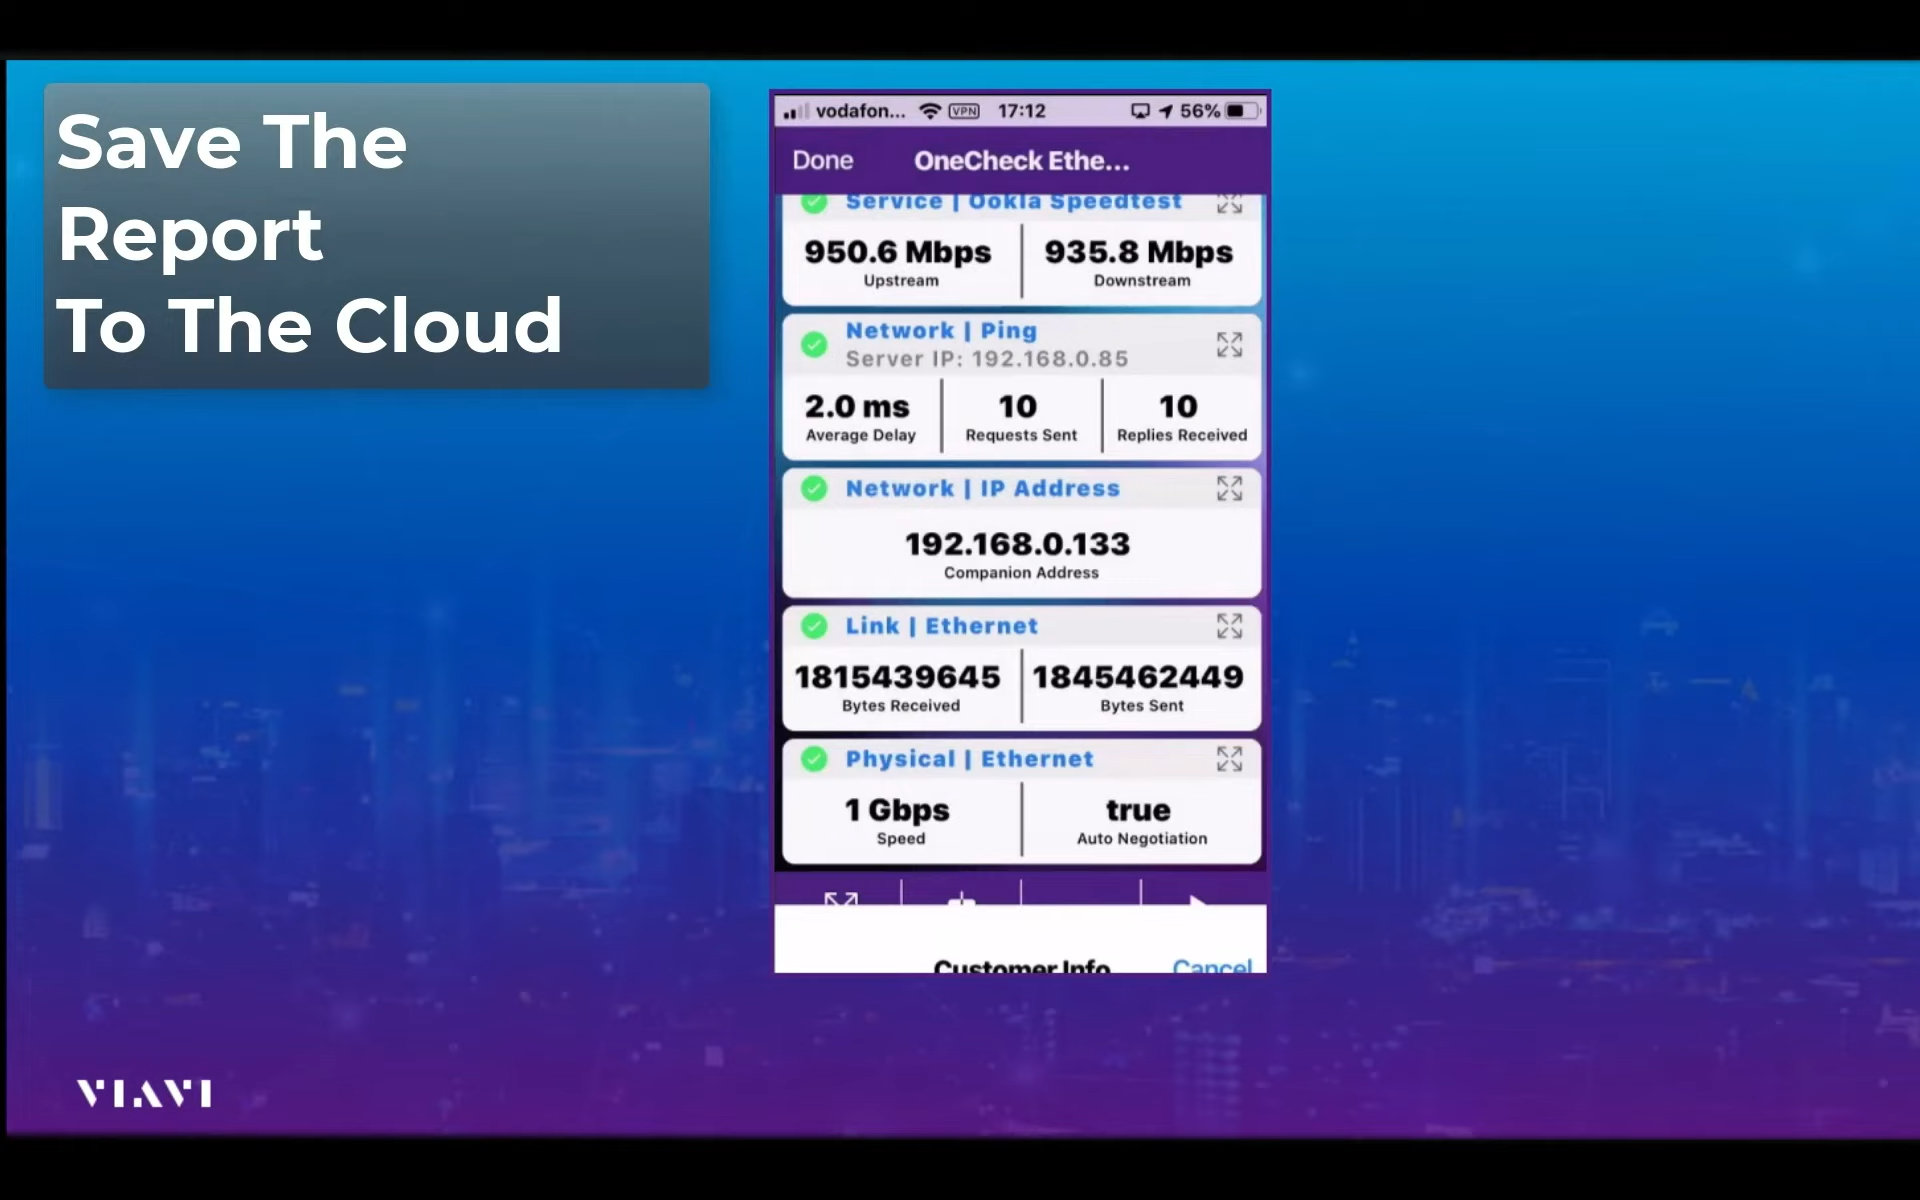 Save The
Report
To The Cloud
vodafon... VPN 17:12 56%
Done OneCheck Ethe...
Service | Ookla Speedtest
950.6 Mbps 935.8 Mbps
Upstream Downstream
Network | Ping
Server IP: 192.168.0.85
2.0 ms 10 10
Average Delay Requests Sent Replies Received
Network | IP Address
192.168.0.133
Companion Address
Link | Ethernet
1815439645 1845462449
Bytes Received Bytes Sent
Physical | Ethernet
1 Gbps true
Speed Auto Negotiation
Customer Info Cancel
VIAVI